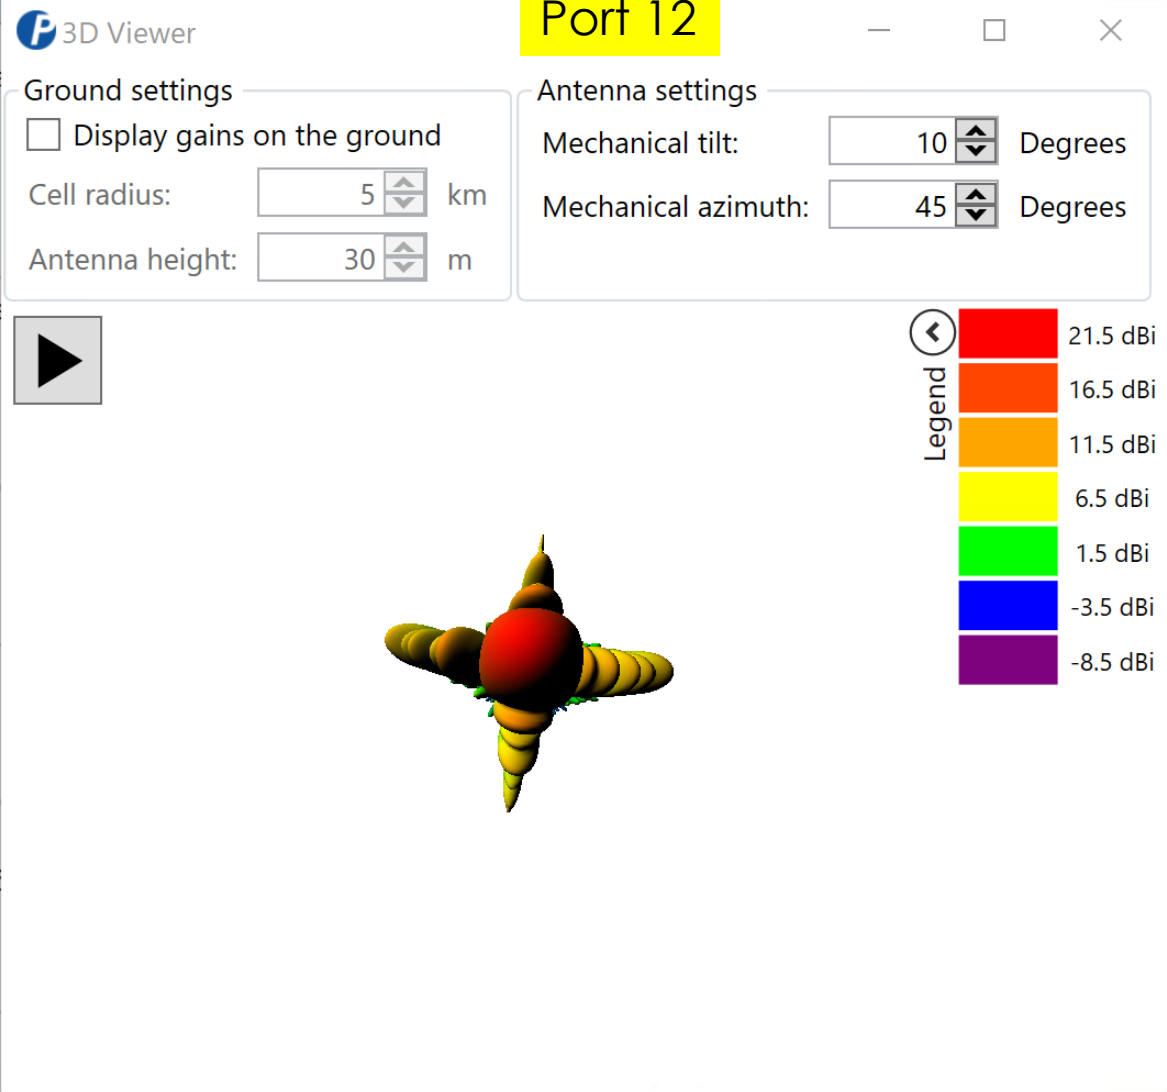 3D Viewer
Port 12
Ground settings
Display gains on the ground
Cell radius: 5 km
Antenna height: 30 m
Antenna settings
Mechanical tilt: 10 Degrees
Mechanical azimuth: 45 Degrees
Legend
21.5 dBi
16.5 dBi
11.5 dBi
6.5 dBi
1.5 dBi
-3.5 dBi
-8.5 dBi